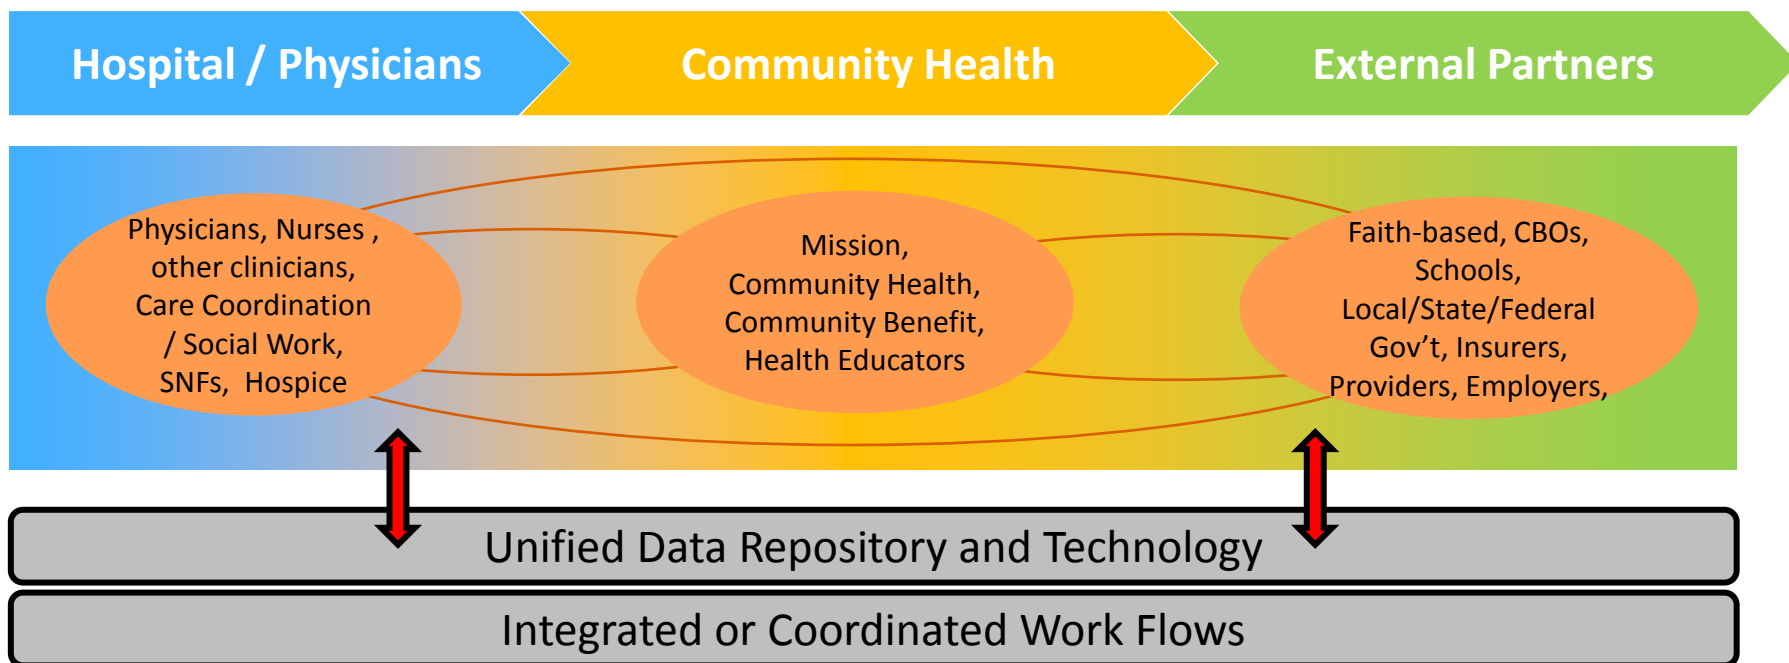 Hospital / Physicians
Community Health
External Partners
Physicians, Nurses ,
other clinicians,
Care Coordination
/ Social Work,
SNFs, Hospice
Mission,
Community Health,
Community Benefit,
Health Educators
Faith-based, CBOs,
Schools,
Local/State/Federal
Gov’t, Insurers,
Providers, Employers,
Unified Data Repository and Technology
Integrated or Coordinated Work Flows